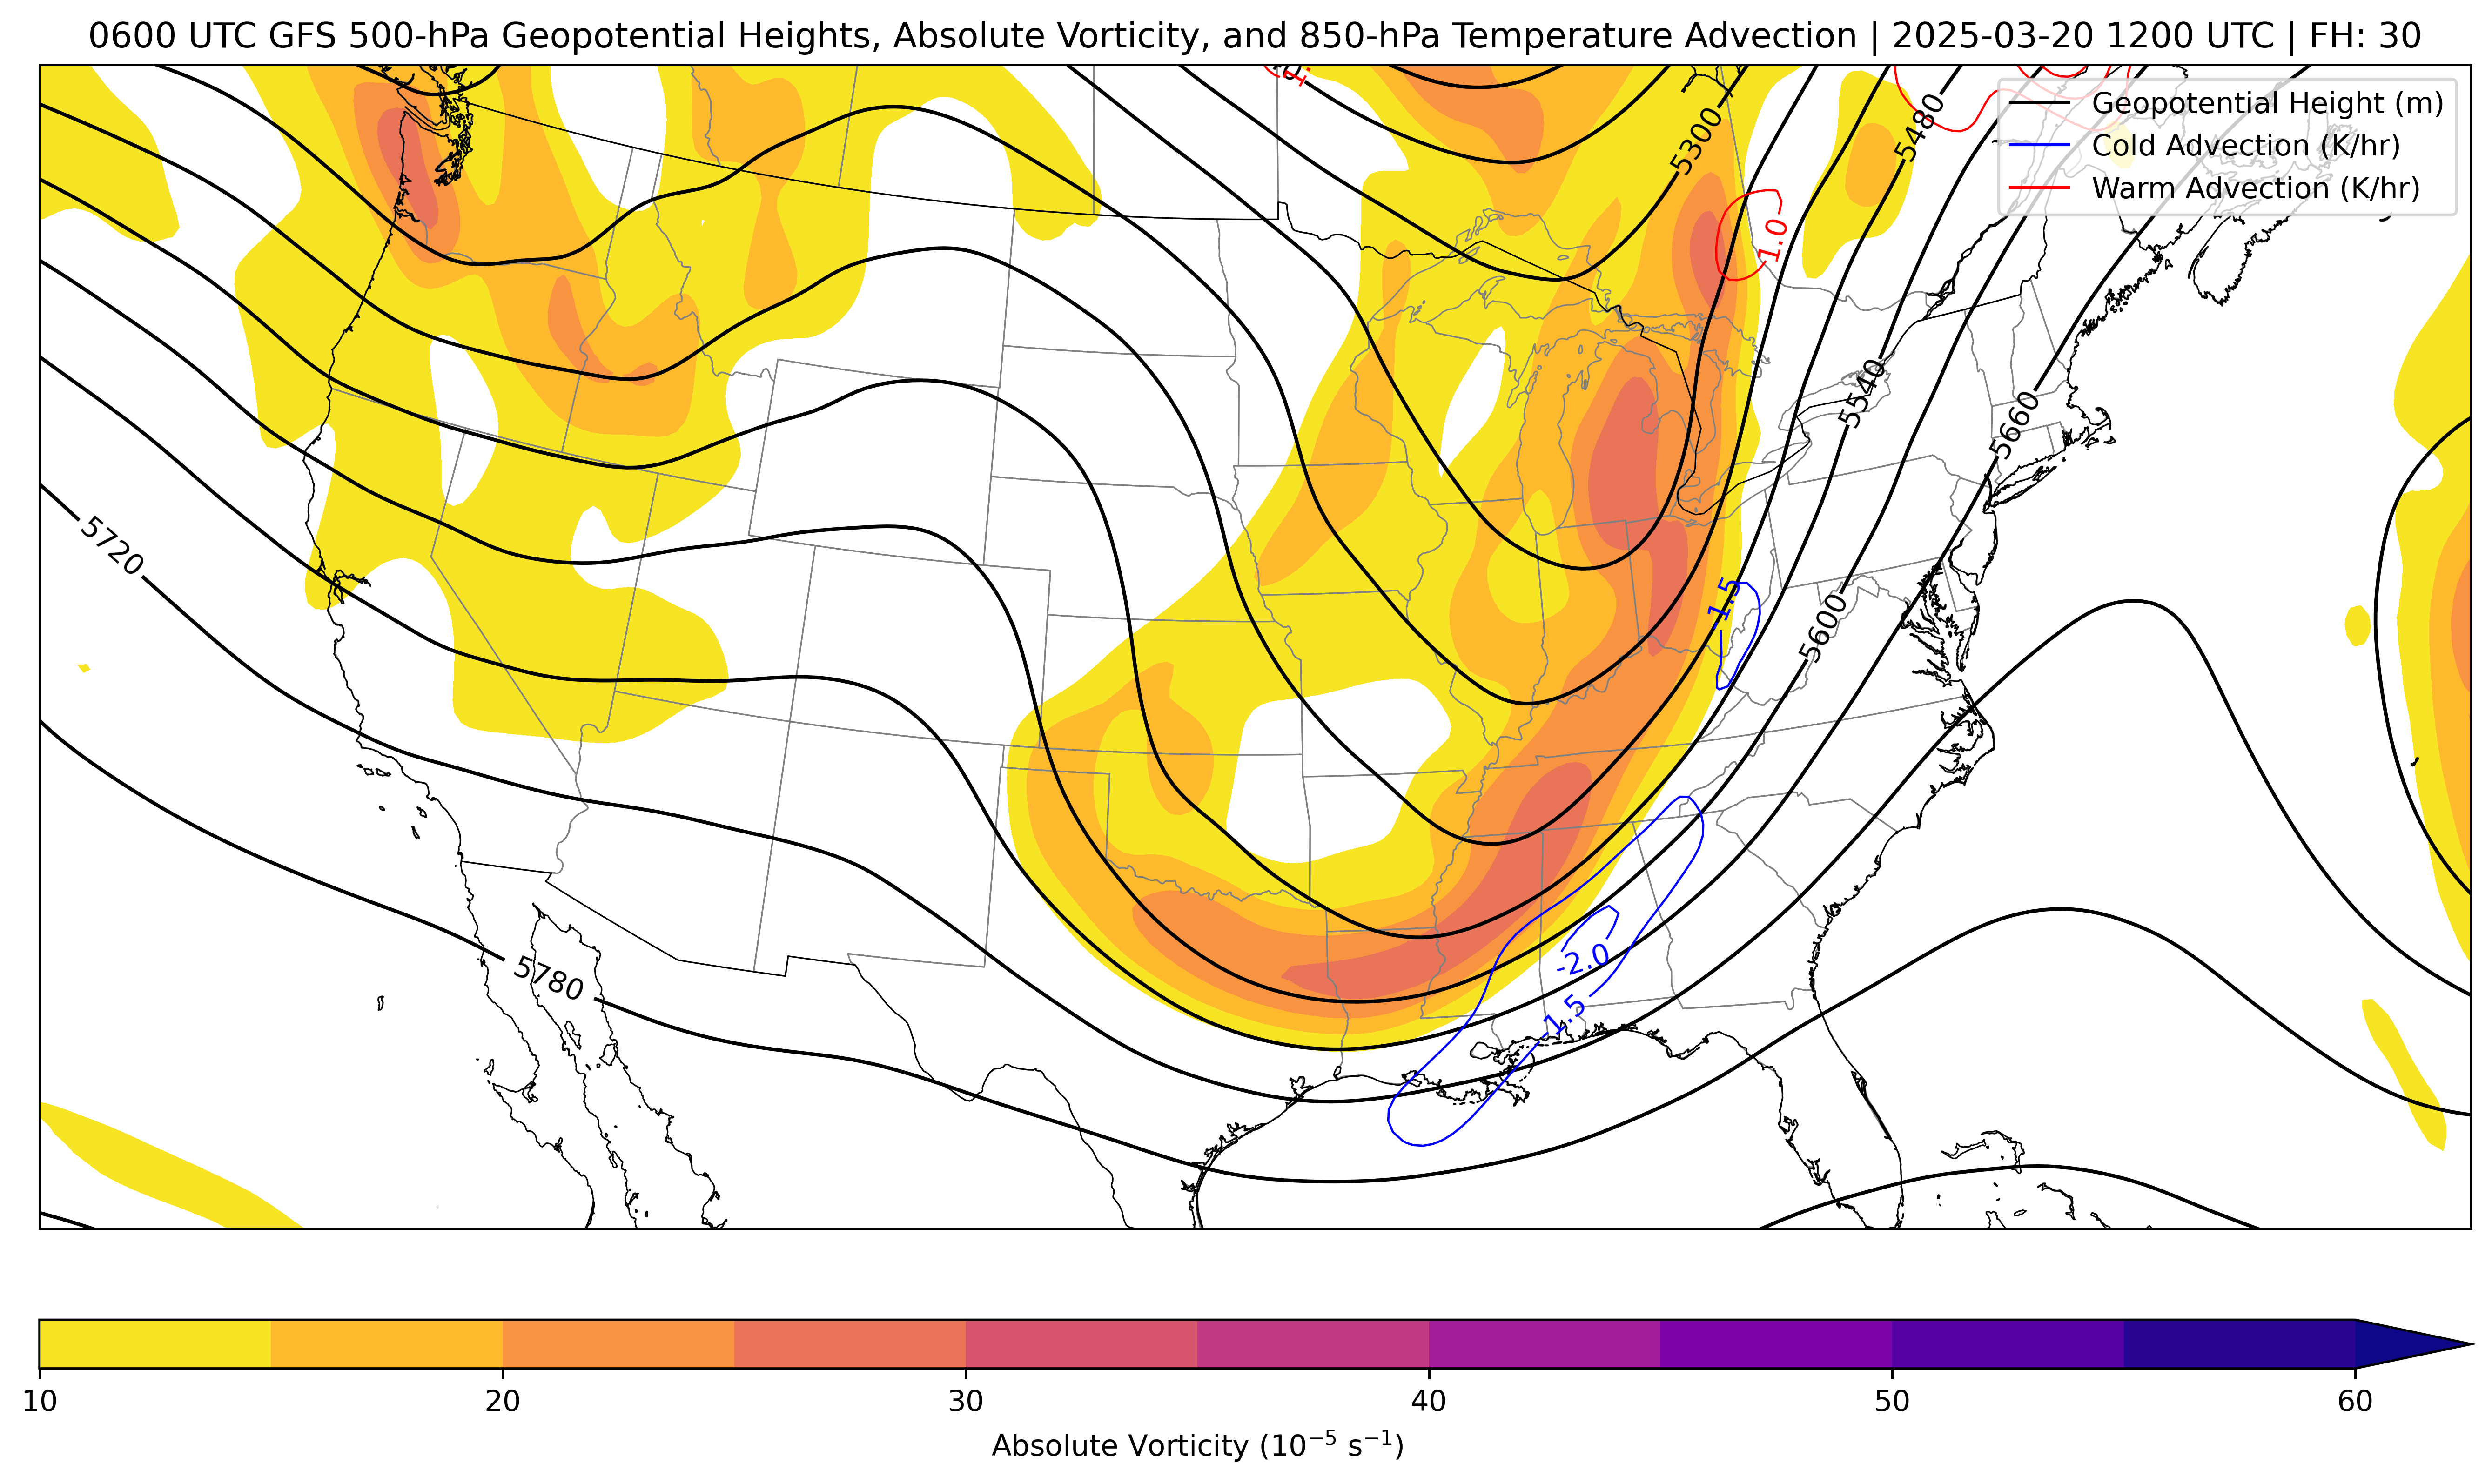 0600 UTC GFS 500-hPa Geopotential Heights, Absolute Vorticity, and 850-hPa Temperature Advection | 2025-03-20 1200 UTC | FH: 30
Geopotential Height (m)
Cold Advection (K/hr)
Warm Advection (K/hr)
5300
5480
1.0
5540
5660
5720
-1.5
5600
-2.0
5780
-1.5
10 20 30 40 50 60
Absolute Vorticity (10⁻⁵ s⁻¹)